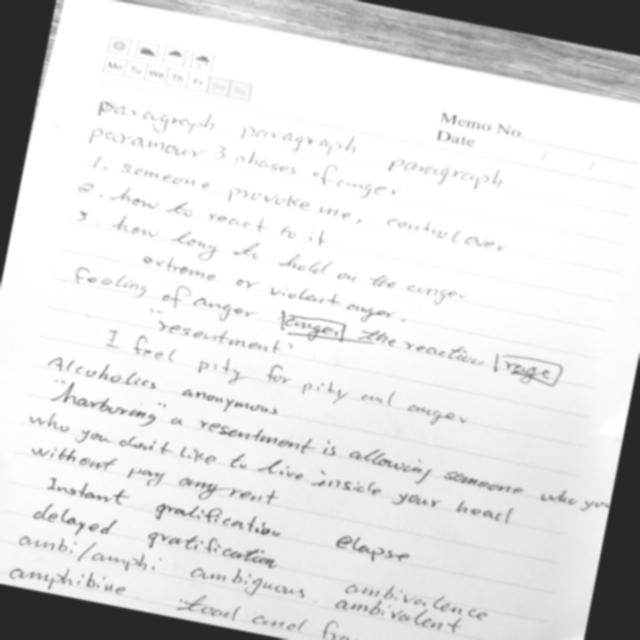 Mo Tu We Th Fr Sa Su
Memo No.
Date / /
paragraph paragraph paragraph
paramour 3 phases of anger
1. someone provoke me, control over
2. how to react to it
3 how long to hold on the anger
extreme or violent anger.
feeling of anger anger the reaction rage
"resentment"
I feel pity for pity and anger
Alcoholics anonymous
"harboring" a resentment is allowing someone who you
who you don't like to live inside your head
without pay any rent
Instant gratification elapse
delayed gratification
ambi/amphi ambiguous ambivalence
amphibine ambivalent
toad and